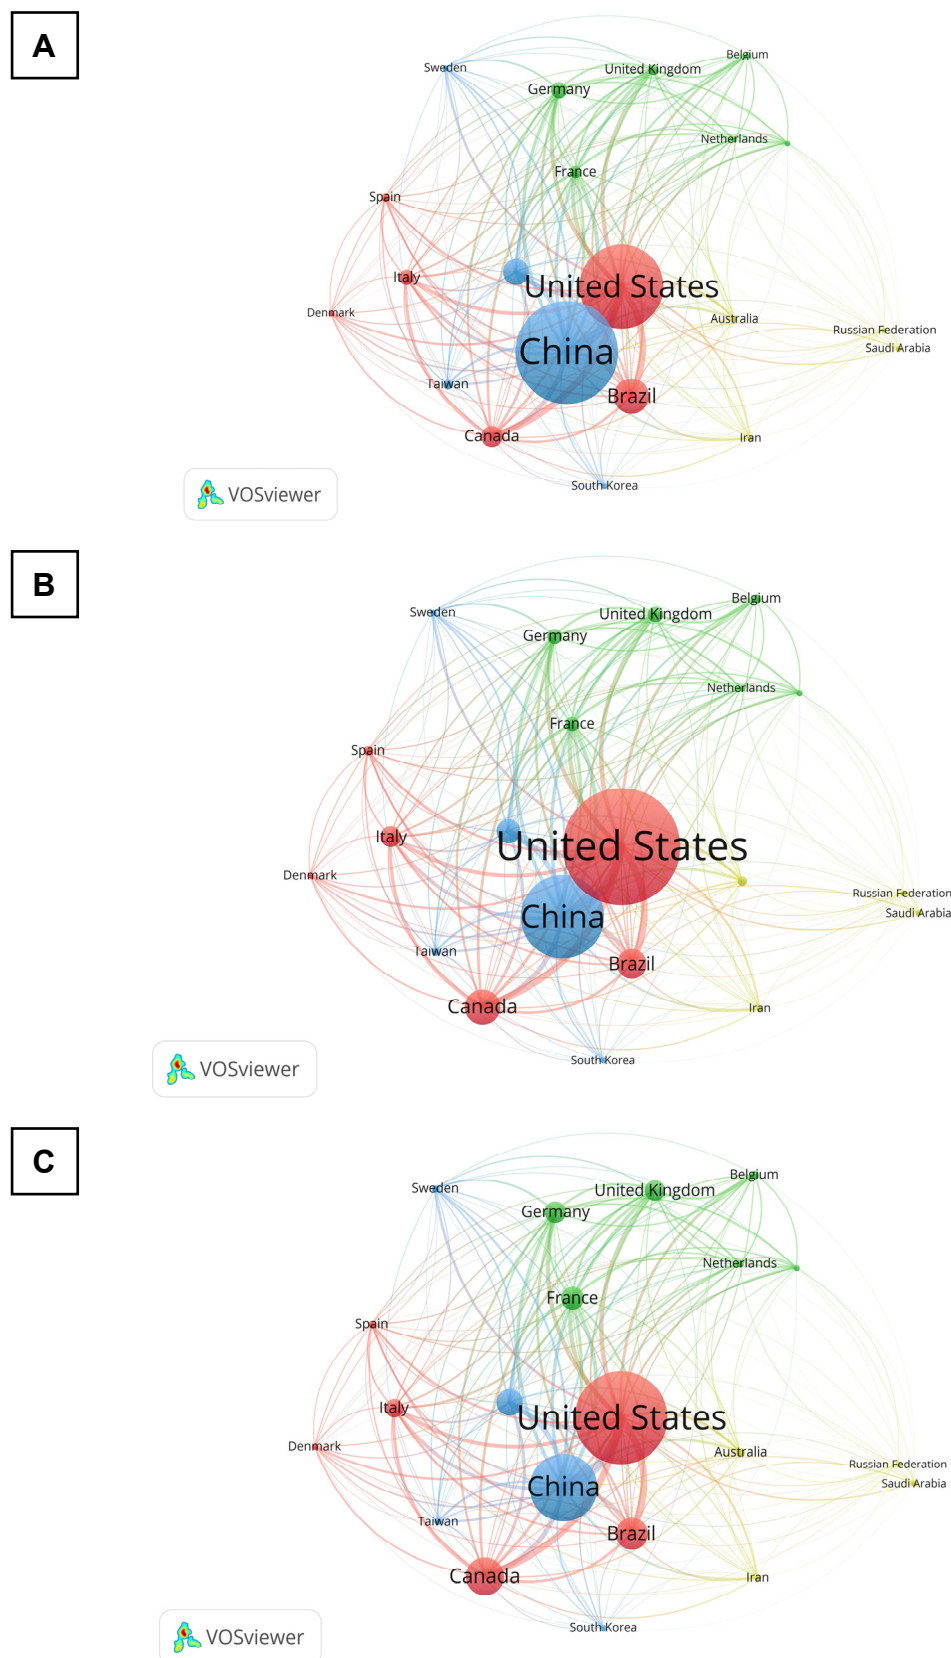 A
Sweden
United Kingdom
Belgium
Germany
Netherlands
France
Spain
Italy
United States
Denmark
Australia
Russian Federation
Saudi Arabia
China
Taiwan
Brazil
Canada
Iran
South Korea
VOSviewer
B
Sweden
United Kingdom
Belgium
Germany
Netherlands
France
Spain
Italy
United States
Denmark
Russian Federation
Saudi Arabia
China
Taiwan
Brazil
Canada
Iran
South Korea
VOSviewer
C
Sweden
United Kingdom
Belgium
Germany
Netherlands
France
Spain
Italy
United States
Denmark
Australia
Russian Federation
Saudi Arabia
China
Taiwan
Brazil
Canada
Iran
South Korea
VOSviewer